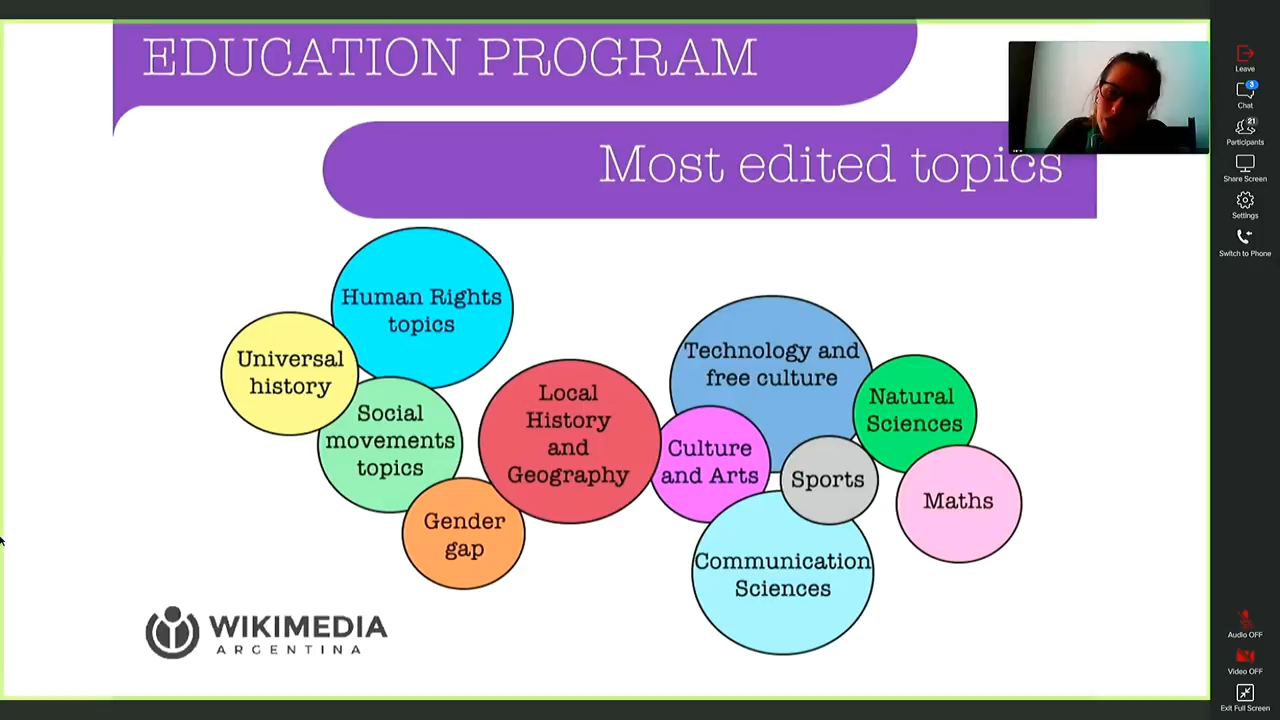 EDUCATION PROGRAM
Most edited topics
Human Rights
topics
Universal
history
Social
movements
topics
Gender
gap
Local
History
and
Geography
Technology and
free culture
Culture
and Arts
Sports
Natural
Sciences
Maths
Communication
Sciences
WIKIMEDIA
ARGENTINA
Leave
3
Chat
21
Participants
Share Screen
Settings
Switch to Phone
Audio OFF
Video OFF
Exit Full Screen